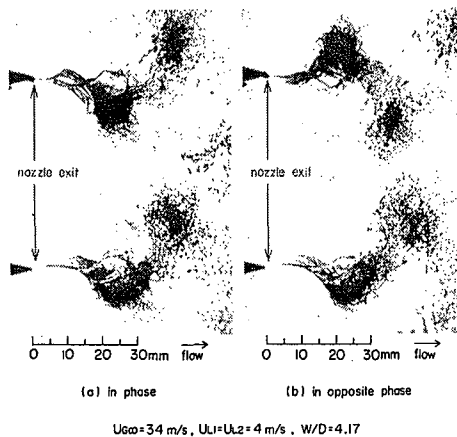 nozzle exit
nozzle exit
0 10 20 30mm flow
0 10 20 30mm flow
(a) in phase
(b) in opposite phase
UG∞=34 m/s, UL1=UL2=4 m/s, W/D=4.17